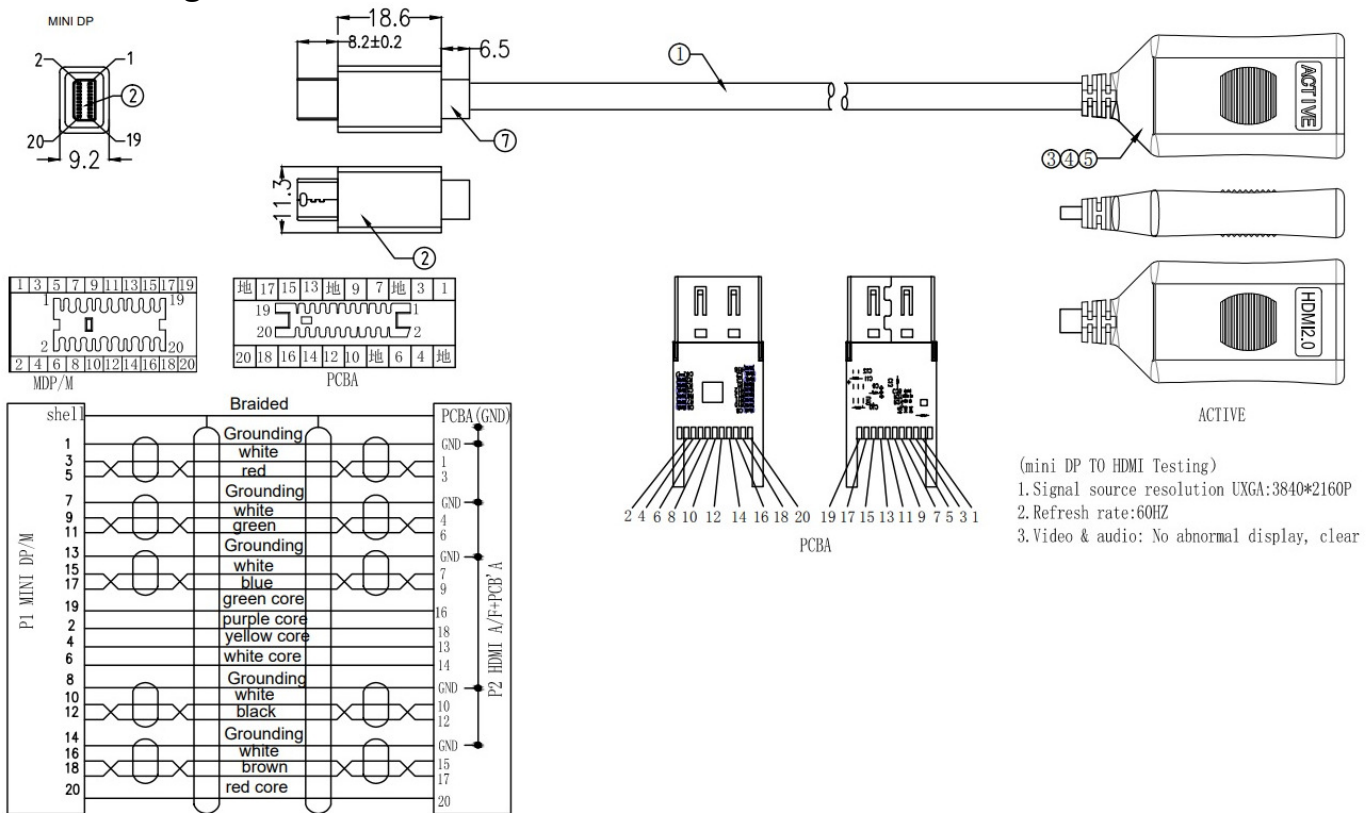 MINI DP
2 1
②
20 19
9.2
18.6
8.2±0.2
6.5
①
⑦
11.3
②
ACTIVE
③④⑤
HDMI2.0
ACTIVE
1 3 5 7 9 11 13 15 17 19
1 19
2 20
2 4 6 8 10 12 14 16 18 20
MDP/M
地 17 15 13 地 9 7 地 3 1
19 1
20 2
20 18 16 14 12 10 地 6 4 地
PCBA
2 4 6 8 10 12 14 16 18 20
19 17 15 13 11 9 7 5 3 1
PCBA
(mini DP TO HDMI Testing)
1.Signal source resolution UXGA:3840*2160P
2.Refresh rate:60HZ
3.Video & audio: No abnormal display, clear
P1 MINI DP/M
P2 HDMI A/F+PCB'A
shell Braided PCBA(GND)
1 Grounding GND
3 white 1
5 red 3
7 Grounding GND
9 white 4
11 green 6
13 Grounding GND
15 white 7
17 blue 9
19 green core 16
2 purple core 18
4 yellow core 13
6 white core 14
8 Grounding GND
10 white 10
12 black 12
14 Grounding GND
16 white 15
18 brown 17
20 red core 20